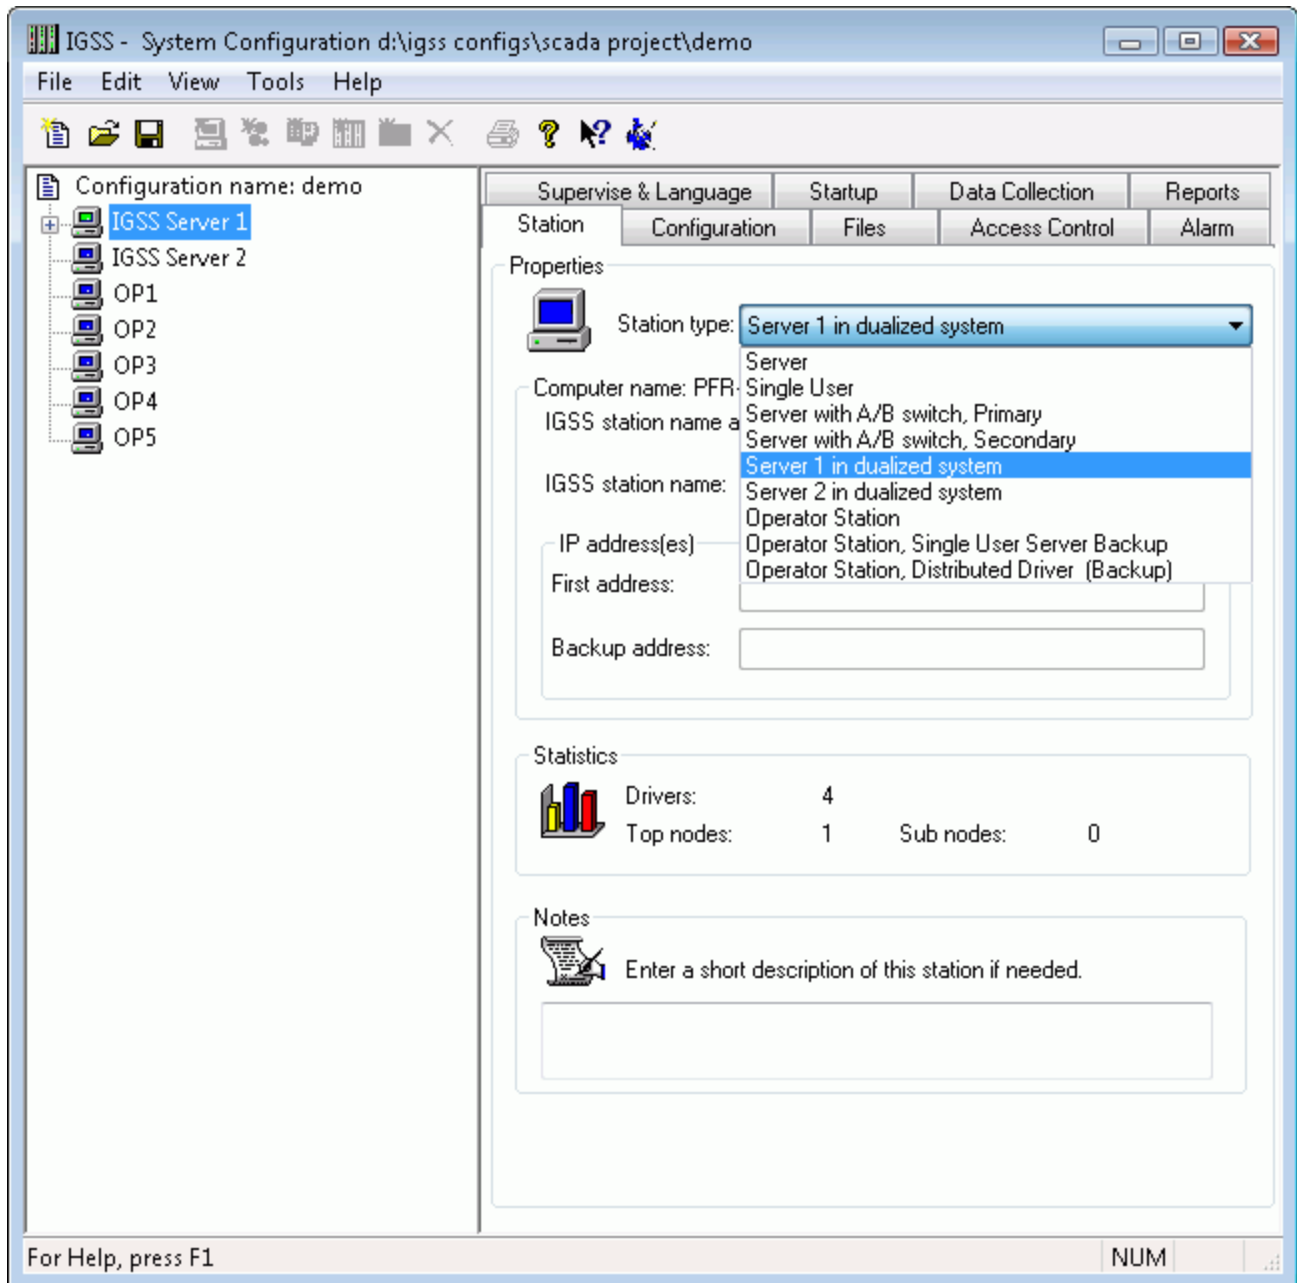 IGSS - System Configuration d:\igss configs\scada project\demo
File Edit View Tools Help
Configuration name: demo
IGSS Server 1
IGSS Server 2
OP1
OP2
OP3
OP4
OP5
Supervise & Language Startup Data Collection Reports
Station Configuration Files Access Control Alarm
Properties
Station type: Server 1 in dualized system
Server
Single User
Server with A/B switch, Primary
Server with A/B switch, Secondary
Server 1 in dualized system
Server 2 in dualized system
Operator Station
Operator Station, Single User Server Backup
Operator Station, Distributed Driver (Backup)
Computer name: PFR-
IGSS station name a
IGSS station name:
IP address(es)
First address:
Backup address:
Statistics
Drivers: 4
Top nodes: 1 Sub nodes: 0
Notes
Enter a short description of this station if needed.
For Help, press F1 NUM